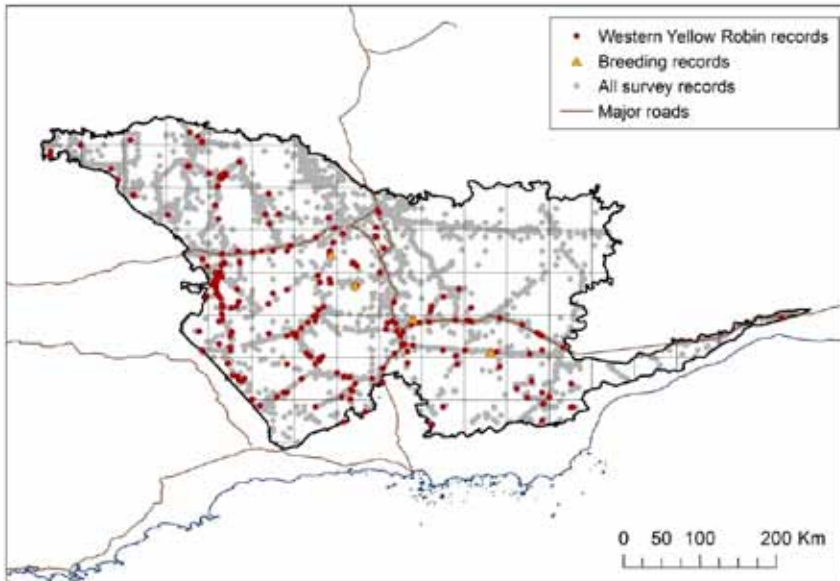 Western Yellow Robin records
Breeding records
All survey records
Major roads
0 50 100 200 Km